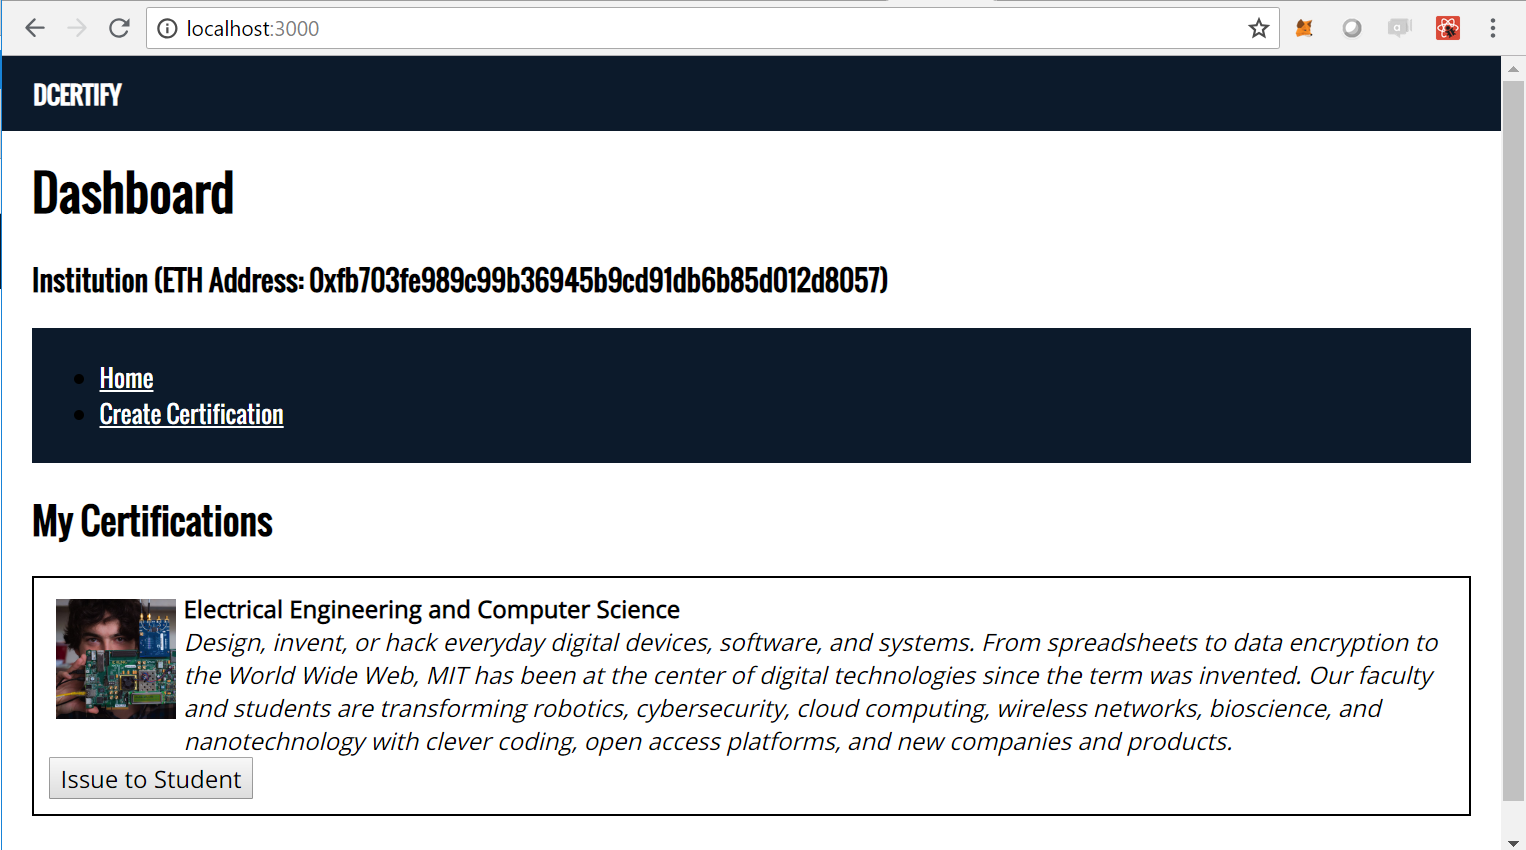 localhost:3000
DCERTIFY
Dashboard
Institution (ETH Address: 0xfb703fe989c99b36945b9cd91db6b85d012d8057)
Home
Create Certification
My Certifications
Electrical Engineering and Computer Science
Design, invent, or hack everyday digital devices, software, and systems. From spreadsheets to data encryption to
the World Wide Web, MIT has been at the center of digital technologies since the term was invented. Our faculty
and students are transforming robotics, cybersecurity, cloud computing, wireless networks, bioscience, and
nanotechnology with clever coding, open access platforms, and new companies and products.
Issue to Student